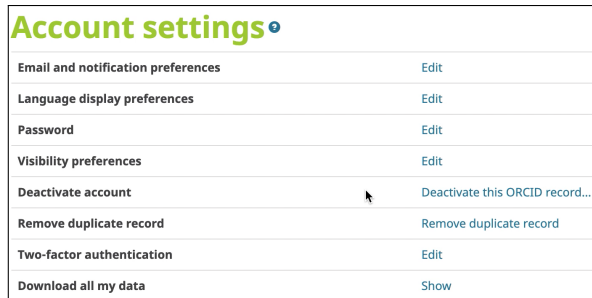 Account settings ?
Email and notification preferences Edit
Language display preferences Edit
Password Edit
Visibility preferences Edit
Deactivate account Deactivate this ORCID record...
Remove duplicate record Remove duplicate record
Two-factor authentication Edit
Download all my data Show